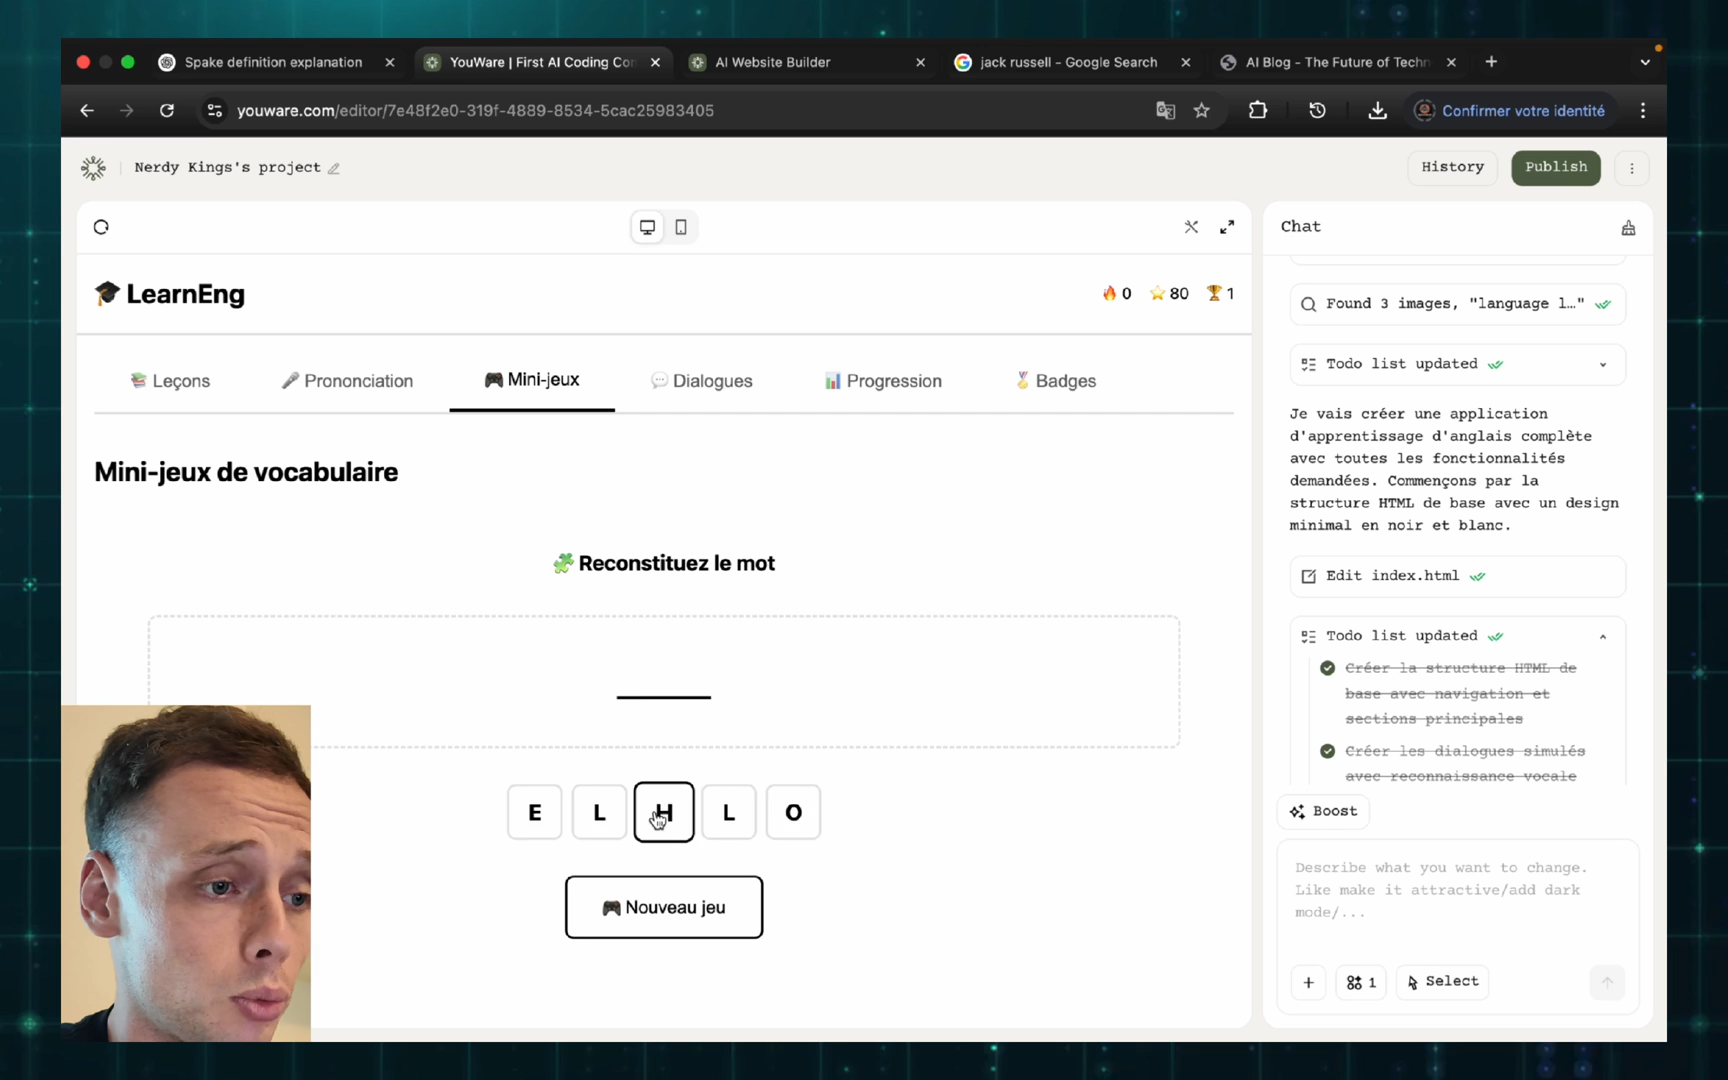 Spake definition explanation
YouWare | First AI Coding Con
AI Website Builder
jack russell - Google Search
AI Blog - The Future of Techn
youware.com/editor/7e48f2e0-319f-4889-8534-5cac25983405
Confirmer votre identité
Nerdy Kings's project
History
Publish
LearnEng
0
80
1
Leçons
Prononciation
Mini-jeux
Dialogues
Progression
Badges
Mini-jeux de vocabulaire
Reconstituez le mot
E L H L O
Nouveau jeu
Chat
Found 3 images, "language l…"
Todo list updated
Je vais créer une application
d'apprentissage d'anglais complète
avec toutes les fonctionnalités
demandées. Commençons par la
structure HTML de base avec un design
minimal en noir et blanc.
Edit index.html
Todo list updated
Créer la structure HTML de
base avec navigation et
sections principales
Créer les dialogues simulés
avec reconnaissance vocale
Boost
Describe what you want to change.
Like make it attractive/add dark
mode/...
1
Select